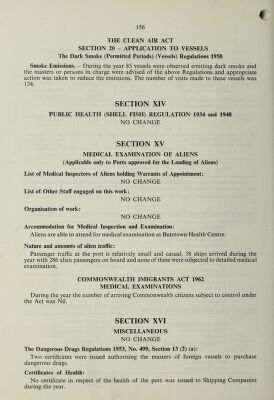 156
THE CLEAN AIR ACT
SECTION 20 – APPLICATION TO VESSELS
The Dark Smoke (Permitted Periods) (Vessels) Regulations 1958
Smoke Emissions. – During the year 83 vessels were observed emitting dark smoke and
the masters or persons in charge were advised of the above Regulations and appropriate
action was taken to reduce the emissions. The number of visits made to these vessels was
134.
SECTION XIV
PUBLIC HEALTH (SHELL FISH) REGULATION 1934 and 1948
NO CHANGE
SECTION XV
MEDICAL EXAMINATION OF ALIENS
(Applicable only to Ports approved for the Landing of Aliens)
List of Medical Inspectors of Aliens holding Warrants of Appointment:
NO CHANGE
List of Other Staff engaged on this work:
NO CHANGE
Organisation of work:
NO CHANGE
Accommodation for Medical Inspection and Examination:
Aliens are able to attend for medical examination at Butetown Health Centre.
Nature and amounts of alien traffic:
Passenger traffic at the port is relatively small and casual. 58 ships arrived during the
year with 286 alien passengers on board and none of these were subjected to detailed medical
examination.
COMMONWEALTH IMIGRANTS ACT 1962
MEDICAL EXAMINATIONS
During the year the number of arriving Commonwealth citizens subject to control under
the Act was Nil.
SECTION XVI
MISCELLANEOUS
NO CHANGE
The Dangerous Drugs Regulations 1953, No. 499, Section 13 (2) (a):
Two certificates were issued authorising the masters of foreign vessels to purchase
dangerous drugs.
Certificates of Health:
No certificate in respect of the health of the port was issued to Shipping Companies
during the year.